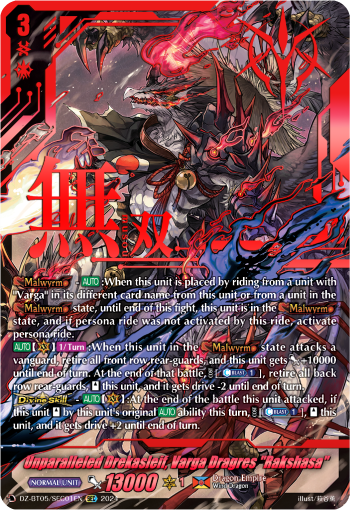 3
無双
Malwyrm - AUTO :When this unit is placed by riding from a unit with
"Varga" in its different card name from this unit or from a unit in the
Malwyrm state, until end of this fight, this unit is in the Malwyrm
state, and if persona ride was not activated by this ride, activate
persona ride.
AUTO 1/Turn :When this unit in the Malwyrm state attacks a
vanguard, retire all front row rear-guards, and this unit gets +10000
until end of turn. At the end of that battle, [BLAST 1], retire all back
row rear-guards, this unit, and it gets drive -2 until end of turn.
Divine Skill - AUTO :At the end of the battle this unit attacked, if
this unit by this unit's original AUTO ability this turn, [BLAST 1], this
unit, and it gets drive +2 until end of turn.
Unparalleled Drekasleif, Varga Dragres "Rakshasa"
NORMAL UNIT 13000 1 Dragon Empire
Wind Dragon
DZ-BT05/SEC01EN SEC 202
illust/